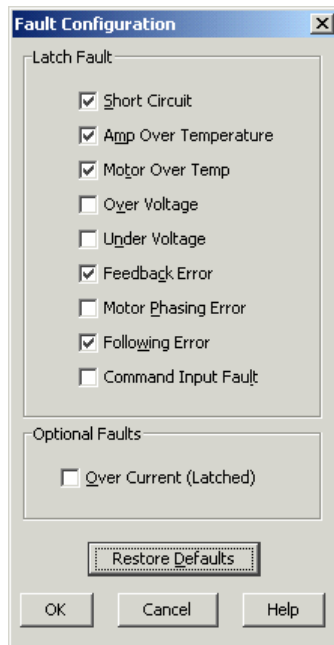 Fault Configuration
Latch Fault
Short Circuit
Amp Over Temperature
Motor Over Temp
Over Voltage
Under Voltage
Feedback Error
Motor Phasing Error
Following Error
Command Input Fault
Optional Faults
Over Current (Latched)
Restore Defaults
OK Cancel Help